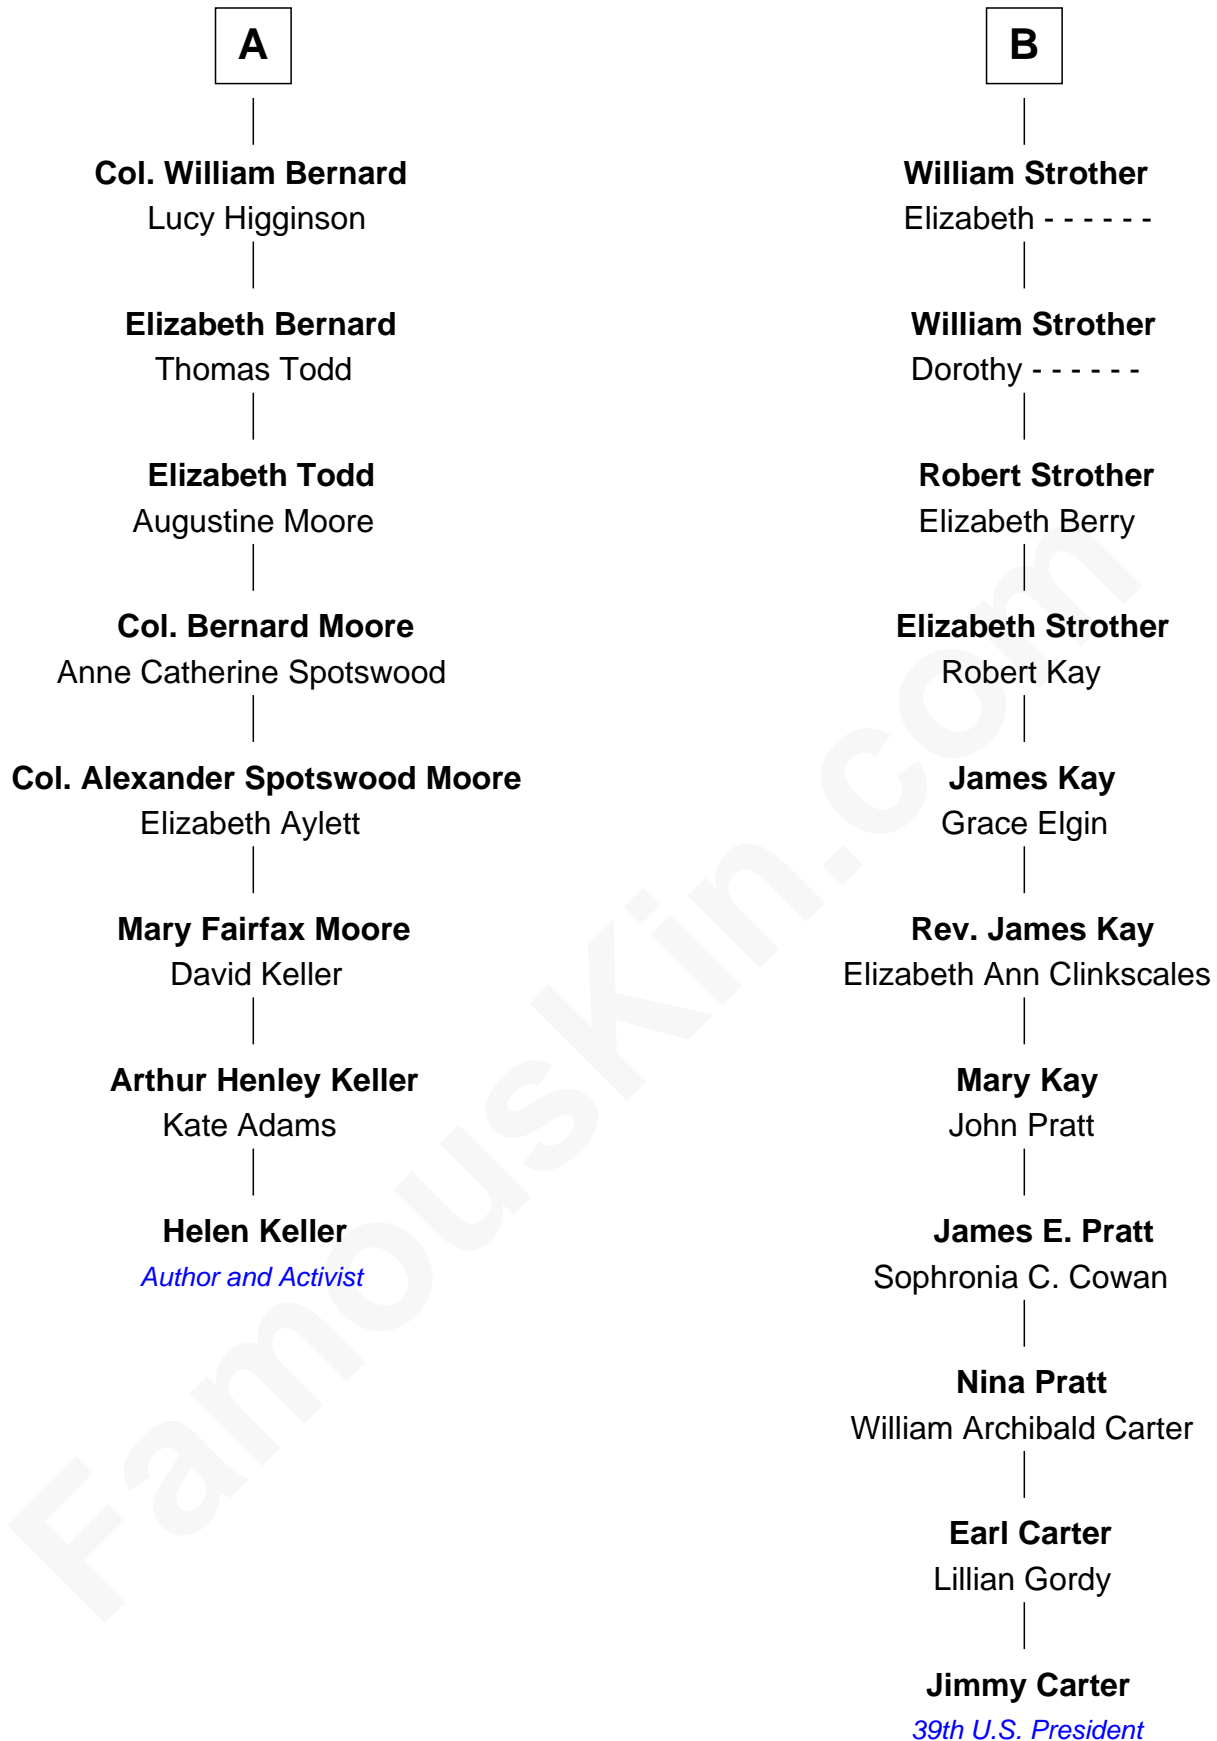 A
Col. William Bernard
Lucy Higginson
Elizabeth Bernard
Thomas Todd
Elizabeth Todd
Augustine Moore
Col. Bernard Moore
Anne Catherine Spotswood
Col. Alexander Spotswood Moore
Elizabeth Aylett
Mary Fairfax Moore
David Keller
Arthur Henley Keller
Kate Adams
Helen Keller
Author and Activist
B
William Strother
Elizabeth - - - - - -
William Strother
Dorothy - - - - - -
Robert Strother
Elizabeth Berry
Elizabeth Strother
Robert Kay
James Kay
Grace Elgin
Rev. James Kay
Elizabeth Ann Clinkscales
Mary Kay
John Pratt
James E. Pratt
Sophronia C. Cowan
Nina Pratt
William Archibald Carter
Earl Carter
Lillian Gordy
Jimmy Carter
39th U.S. President
FamousKin.com